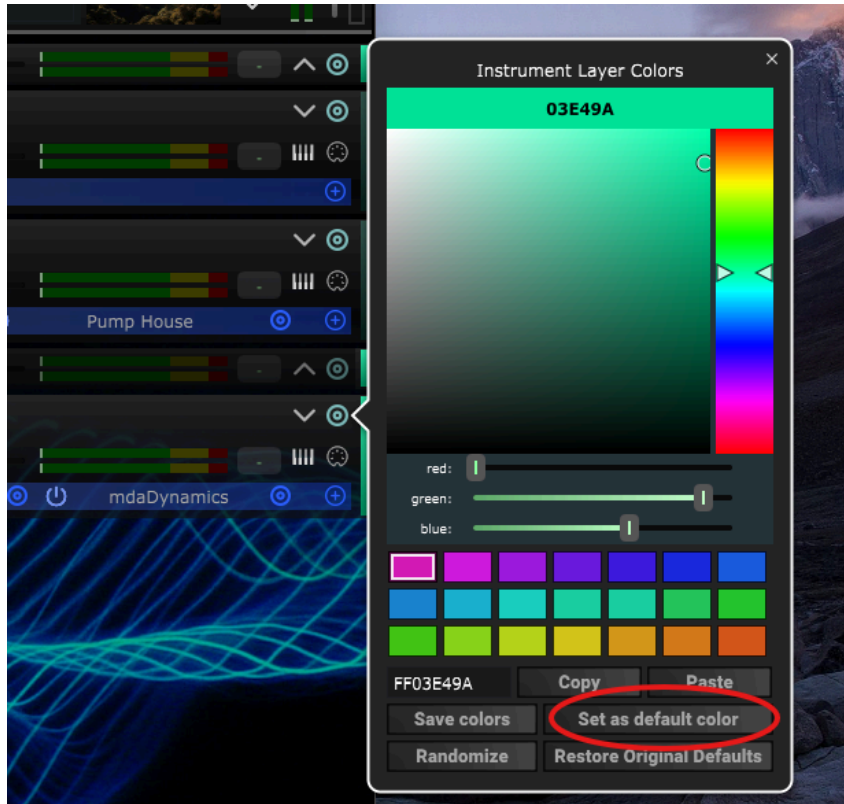 Instrument Layer Colors
03E49A
Pump House
mdaDynamics
red:
green:
blue:
FF03E49A
Copy
Paste
Save colors
Set as default color
Randomize
Restore Original Defaults